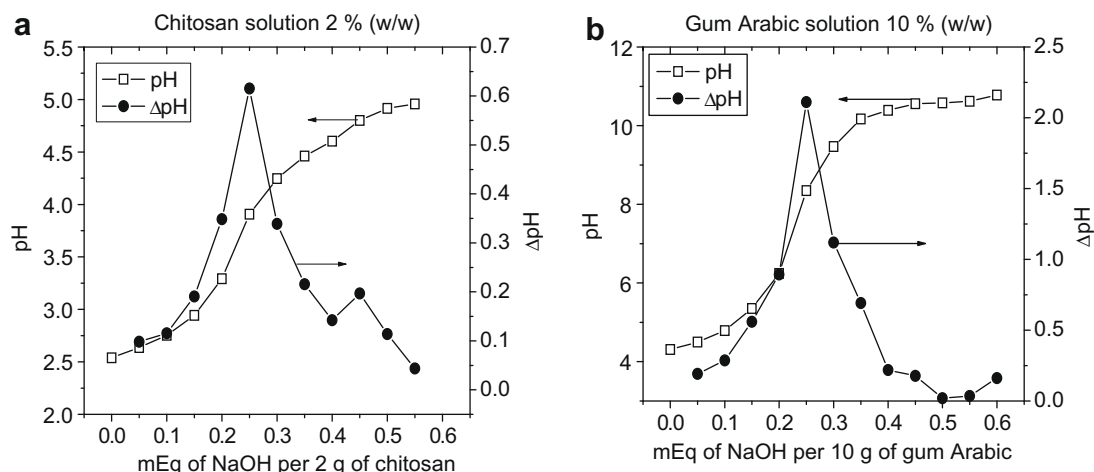 a
Chitosan solution 2 % (w/w)
5.5
5.0
4.5
4.0
3.5
3.0
2.5
2.0
pH
pH
ΔpH
0.7
0.6
0.5
0.4
0.3
0.2
0.1
0.0
ΔpH
0.0 0.1 0.2 0.3 0.4 0.5 0.6
mEq of NaOH per 2 g of chitosan
b
Gum Arabic solution 10 % (w/w)
12
10
8
6
4
pH
pH
ΔpH
2.5
2.0
1.5
1.0
0.5
0.0
ΔpH
0.0 0.1 0.2 0.3 0.4 0.5 0.6
mEq of NaOH per 10 g of gum Arabic